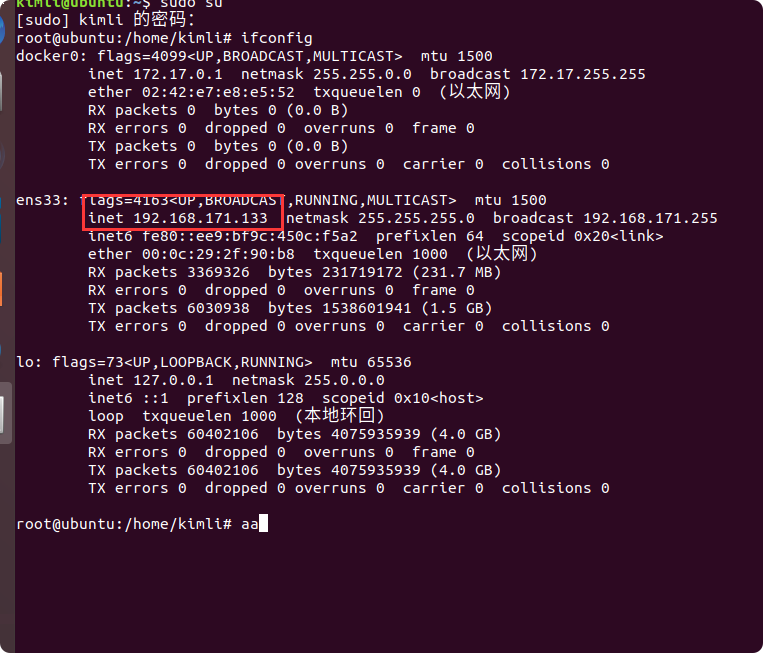 kimli@ubuntu:~$ sudo su
[sudo] kimli 的密码：
root@ubuntu:/home/kimli# ifconfig
docker0: flags=4099<UP,BROADCAST,MULTICAST>  mtu 1500
        inet 172.17.0.1  netmask 255.255.0.0  broadcast 172.17.255.255
        ether 02:42:e7:e8:e5:52  txqueuelen 0  (以太网)
        RX packets 0  bytes 0 (0.0 B)
        RX errors 0  dropped 0  overruns 0  frame 0
        TX packets 0  bytes 0 (0.0 B)
        TX errors 0  dropped 0 overruns 0  carrier 0  collisions 0

ens33: flags=4163<UP,BROADCAST,RUNNING,MULTICAST>  mtu 1500
        inet 192.168.171.133  netmask 255.255.255.0  broadcast 192.168.171.255
        inet6 fe80::ee9:bf9c:450c:f5a2  prefixlen 64  scopeid 0x20<link>
        ether 00:0c:29:2f:90:b8  txqueuelen 1000  (以太网)
        RX packets 3369326  bytes 231719172 (231.7 MB)
        RX errors 0  dropped 0  overruns 0  frame 0
        TX packets 6030938  bytes 1538601941 (1.5 GB)
        TX errors 0  dropped 0 overruns 0  carrier 0  collisions 0

lo: flags=73<UP,LOOPBACK,RUNNING>  mtu 65536
        inet 127.0.0.1  netmask 255.0.0.0
        inet6 ::1  prefixlen 128  scopeid 0x10<host>
        loop  txqueuelen 1000  (本地环回)
        RX packets 60402106  bytes 4075935939 (4.0 GB)
        RX errors 0  dropped 0  overruns 0  frame 0
        TX packets 60402106  bytes 4075935939 (4.0 GB)
        TX errors 0  dropped 0 overruns 0  carrier 0  collisions 0

root@ubuntu:/home/kimli# aa